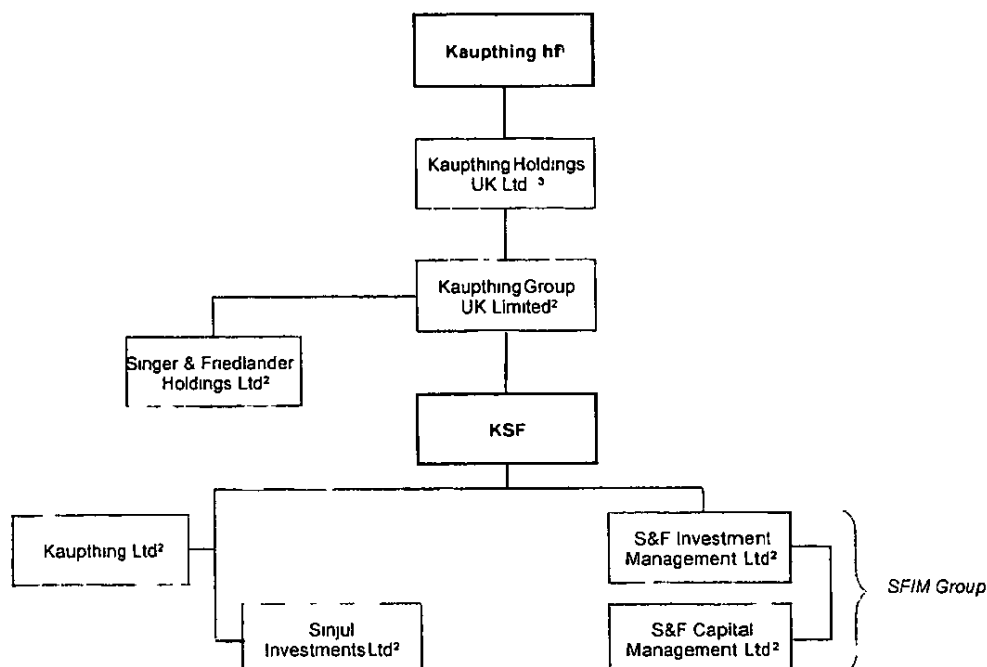 Kaupthing hf¹
Kaupthing Holdings
UK Ltd ³
Kaupthing Group
UK Limited²
Singer & Friedlander
Holdings Ltd²
KSF
Kaupthing Ltd²
S&F Investment
Management Ltd²
SFIM Group
Sinjul
Investments Ltd²
S&F Capital
Management Ltd²